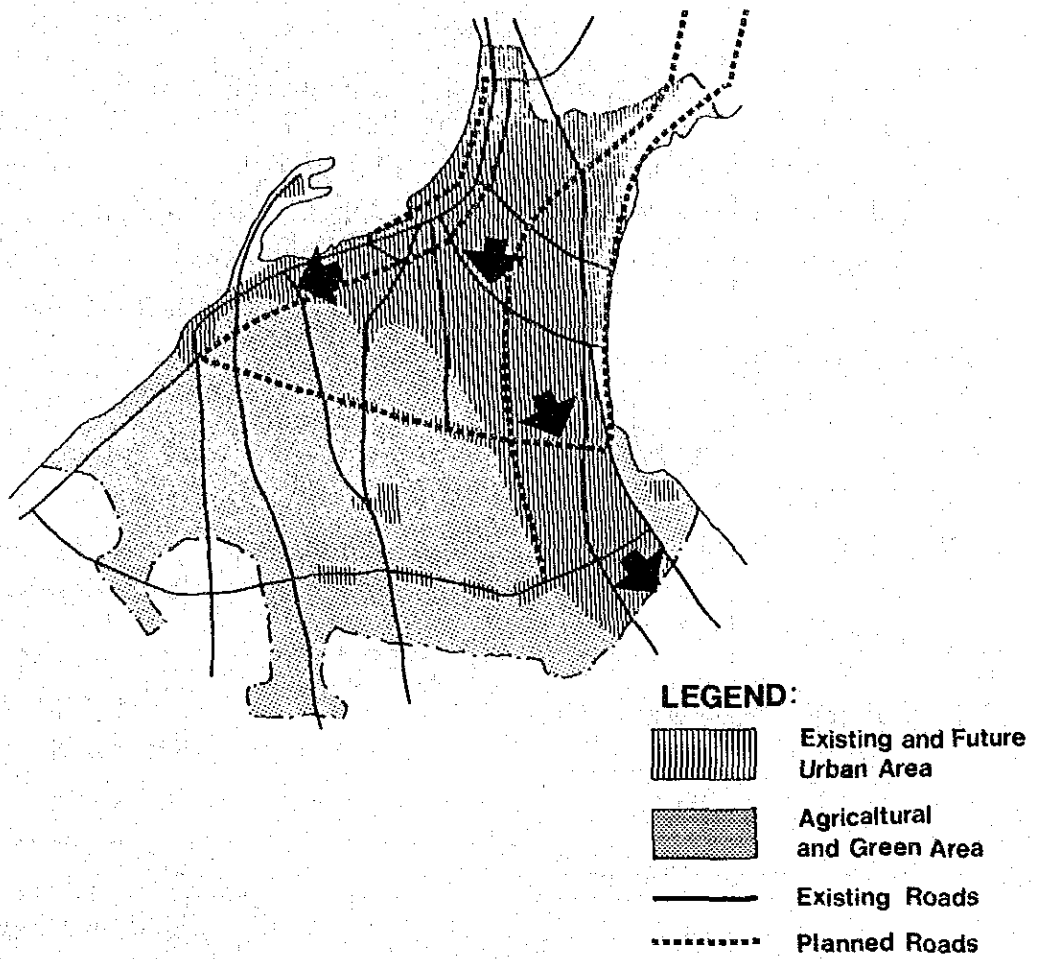 LEGEND:
Existing and Future
Urban Area
Agricaltural
and Green Area
Existing Roads
Planned Roads